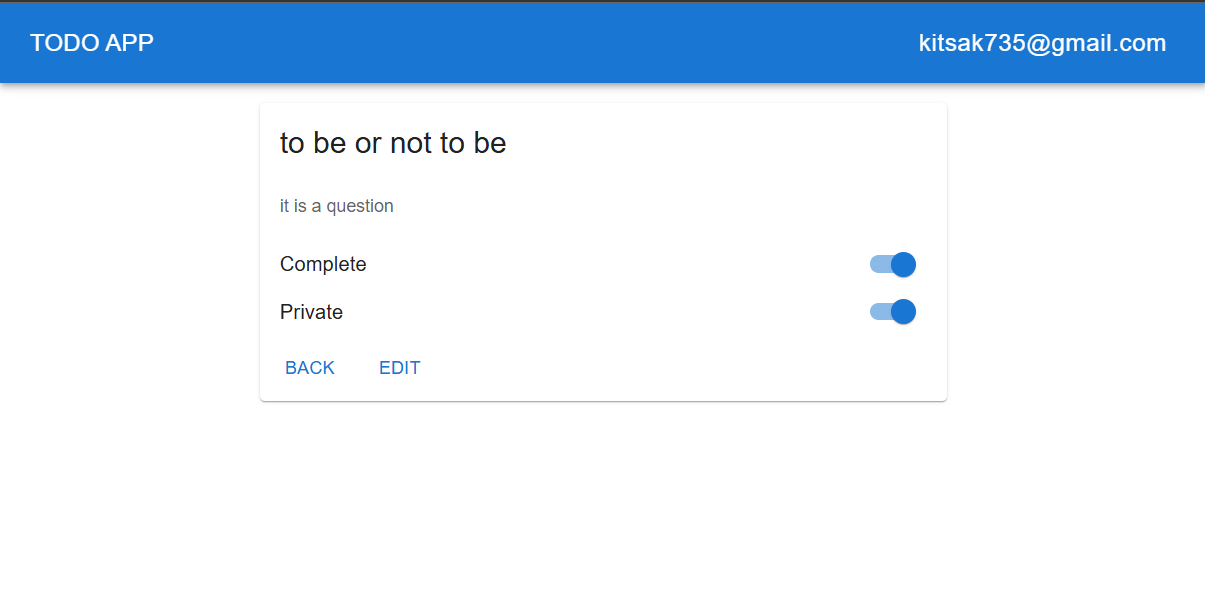 TODO APP
kitsak735@gmail.com
to be or not to be
it is a question
Complete
Private
BACK
EDIT